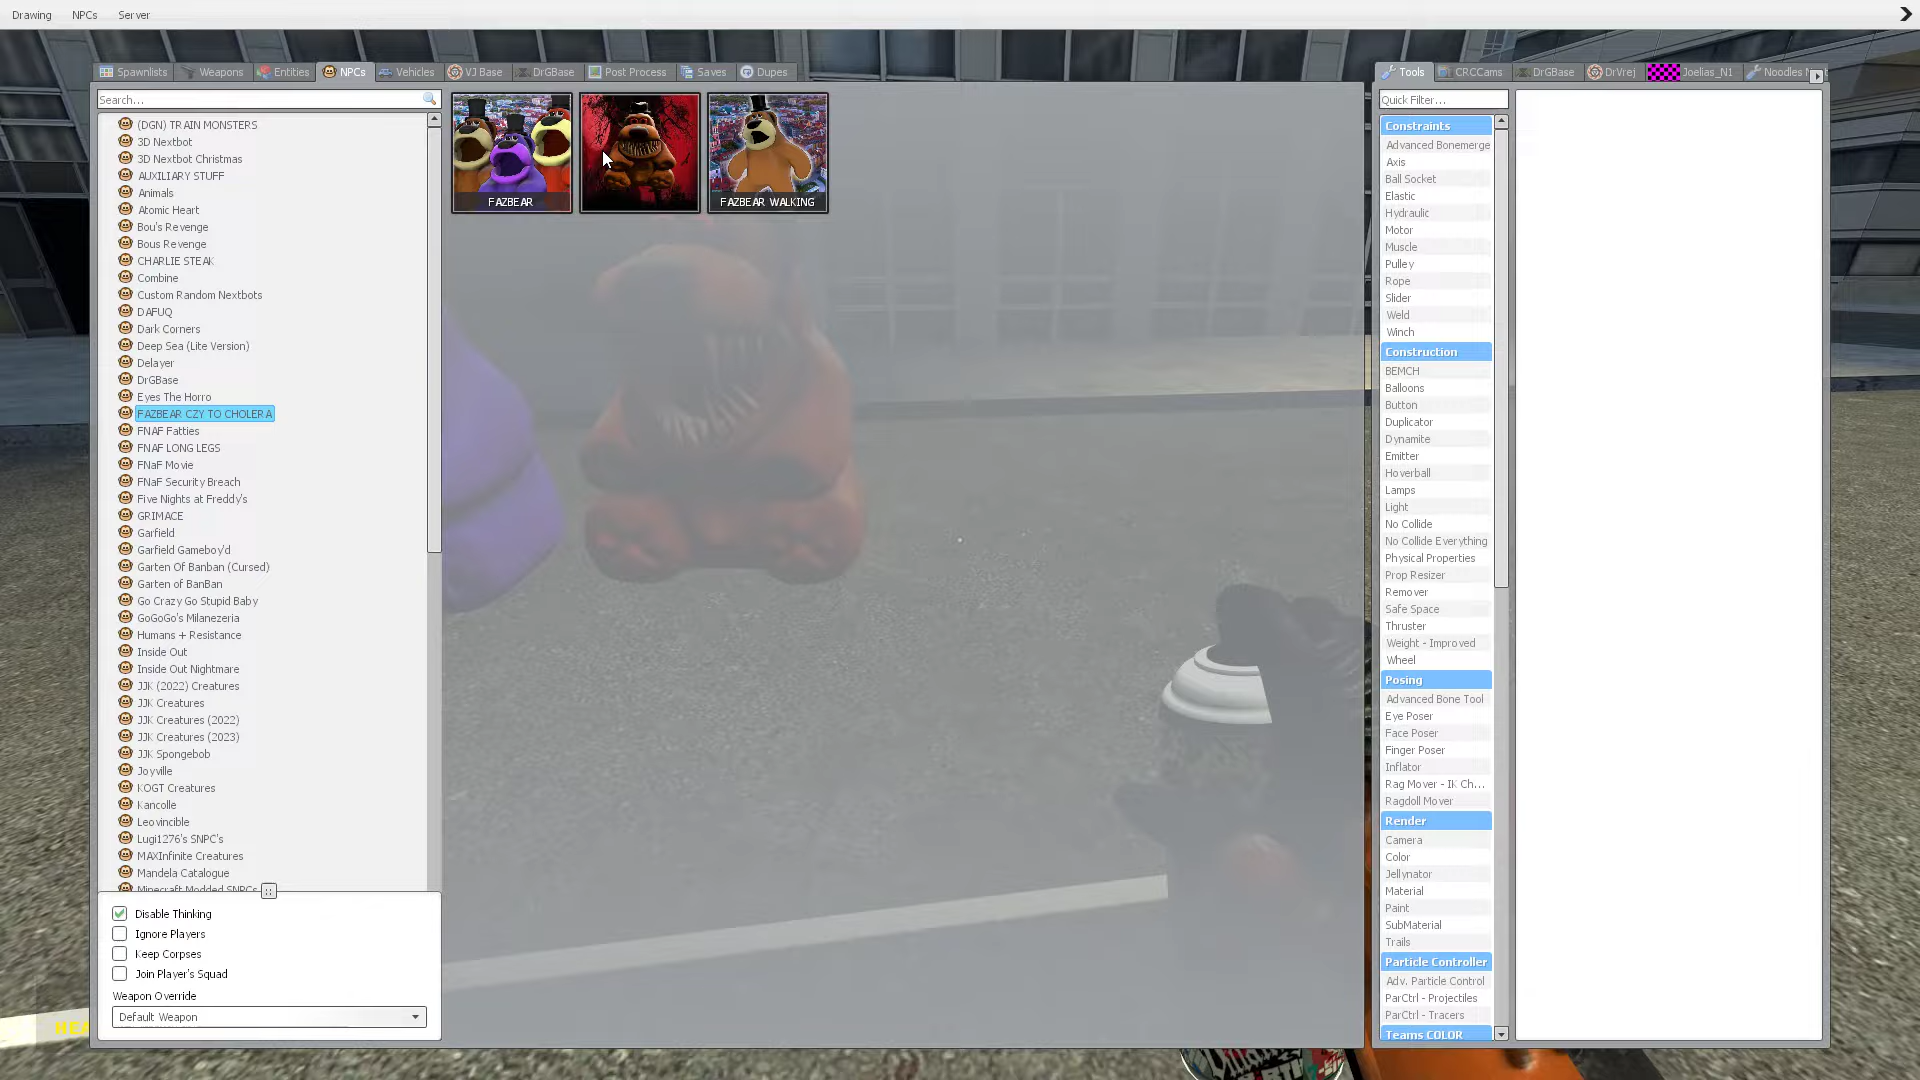 Drawing NPCs Server
Spawnlists Weapons Entities NPCs Vehicles VJ Base DrGBase Post Process Saves Dupes
Tools CRCCams DrGBase DrVrej Joelias_N1 Noodles
Search...
(DGN) TRAIN MONSTERS
3D Nextbot
3D Nextbot Christmas
AUXILIARY STUFF
Animals
Atomic Heart
Bou's Revenge
Bous Revenge
CHARLIE STEAK
Combine
Custom Random Nextbots
DAFUQ
Dark Corners
Deep Sea (Lite Version)
Delayer
DrGBase
Eyes The Horro
FAZBEAR CZY TO CHOLERA
FNAF Fatties
FNAF LONG LEGS
FNaF Movie
FNaF Security Breach
Five Nights at Freddy's
GRIMACE
Garfield
Garfield Gameboy'd
Garten Of Banban (Cursed)
Garten of BanBan
Go Crazy Go Stupid Baby
GoGoGo's Milanezeria
Humans + Resistance
Inside Out
Inside Out Nightmare
JJK (2022) Creatures
JJK Creatures
JJK Creatures (2022)
JJK Creatures (2023)
JJK Spongebob
Joyville
KOGT Creatures
Kancolle
Leovincible
Lugi1276's SNPC's
MAXInfinite Creatures
Mandela Catalogue
Minecraft Modded SNPCs
Disable Thinking
Ignore Players
Keep Corpses
Join Player's Squad
Weapon Override
Default Weapon
FAZBEAR
FAZBEAR WALKING
Quick Filter...
Constraints
Advanced Bonemerge
Axis
Ball Socket
Elastic
Hydraulic
Motor
Muscle
Pulley
Rope
Slider
Weld
Winch
Construction
BEMCH
Balloons
Button
Duplicator
Dynamite
Emitter
Hoverball
Lamps
Light
No Collide
No Collide Everything
Physical Properties
Prop Resizer
Remover
Safe Space
Thruster
Weight - Improved
Wheel
Posing
Advanced Bone Tool
Eye Poser
Face Poser
Finger Poser
Inflator
Rag Mover - IK Ch...
Ragdoll Mover
Render
Camera
Color
Jellynator
Material
Paint
SubMaterial
Trails
Particle Controller
Adv. Particle Control
ParCtrl - Projectiles
ParCtrl - Tracers
Teams COLOR